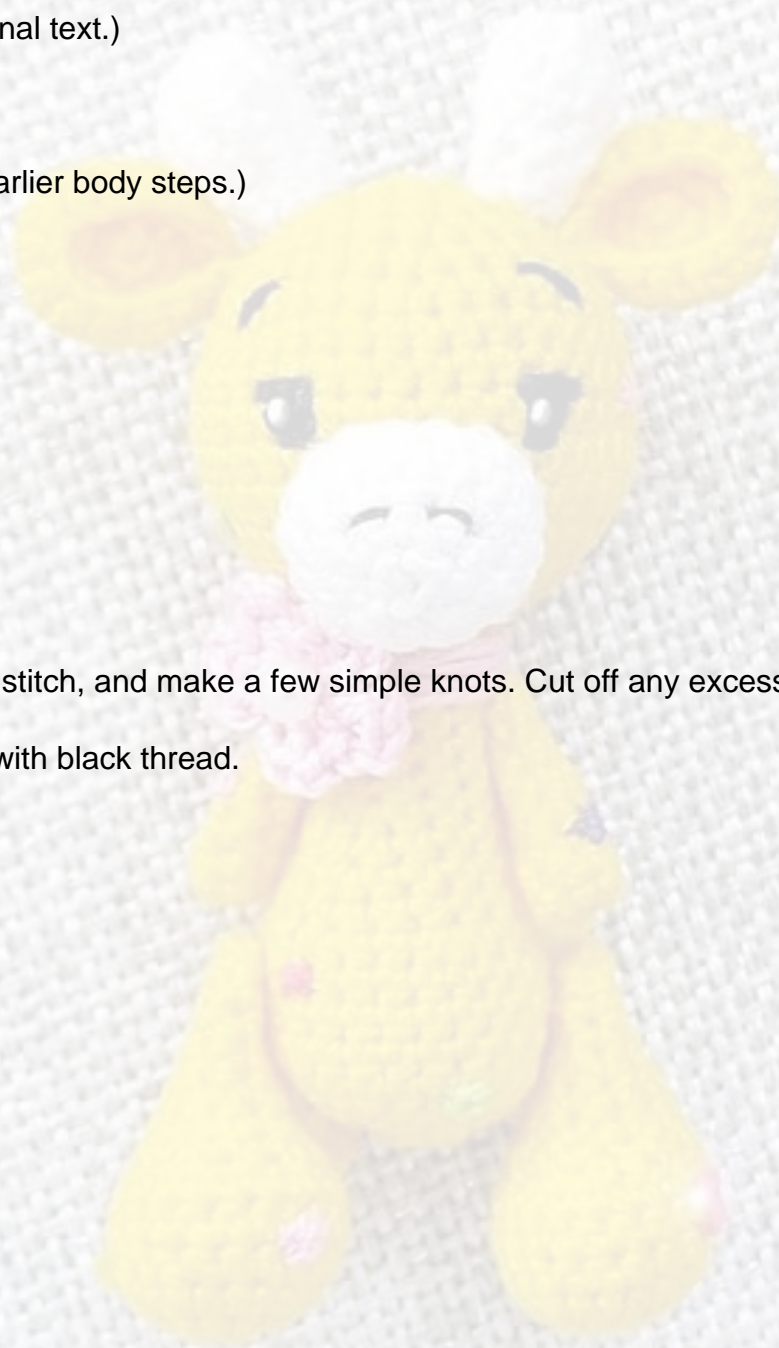 nal text.)
arlier body steps.)
stitch, and make a few simple knots. Cut off any excess
with black thread.